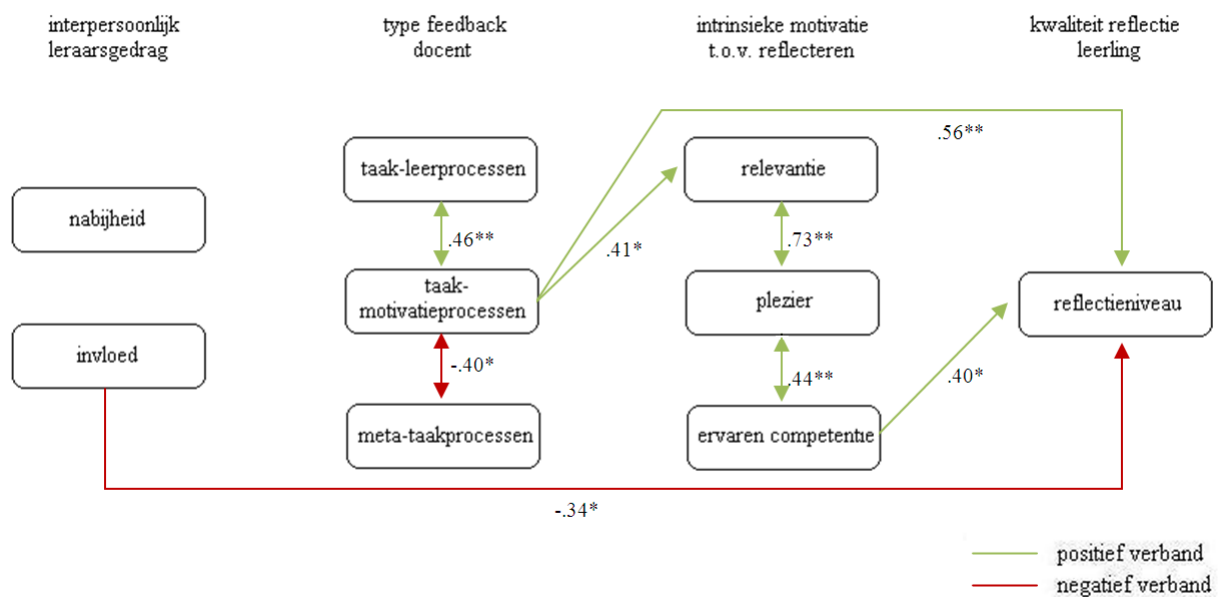 interpersoonlijk
leraarsgedrag
type feedback
docent
intrinsieke motivatie
t.o.v. reflecteren
kwaliteit reflectie
leerling
.56**
taak-leerprocessen
relevantie
nabijheid
.46**
.41*
.73**
taak-
motivatieprocessen
plezier
reflectieniveau
invloed
-.40*
.44**
.40*
meta-taakprocessen
ervaren competentie
-.34*
positief verband
negatief verband